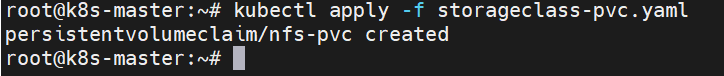 root@k8s-master:~# kubectl apply -f storageclass-pvc.yaml
persistentvolumeclaim/nfs-pvc created
root@k8s-master:~#